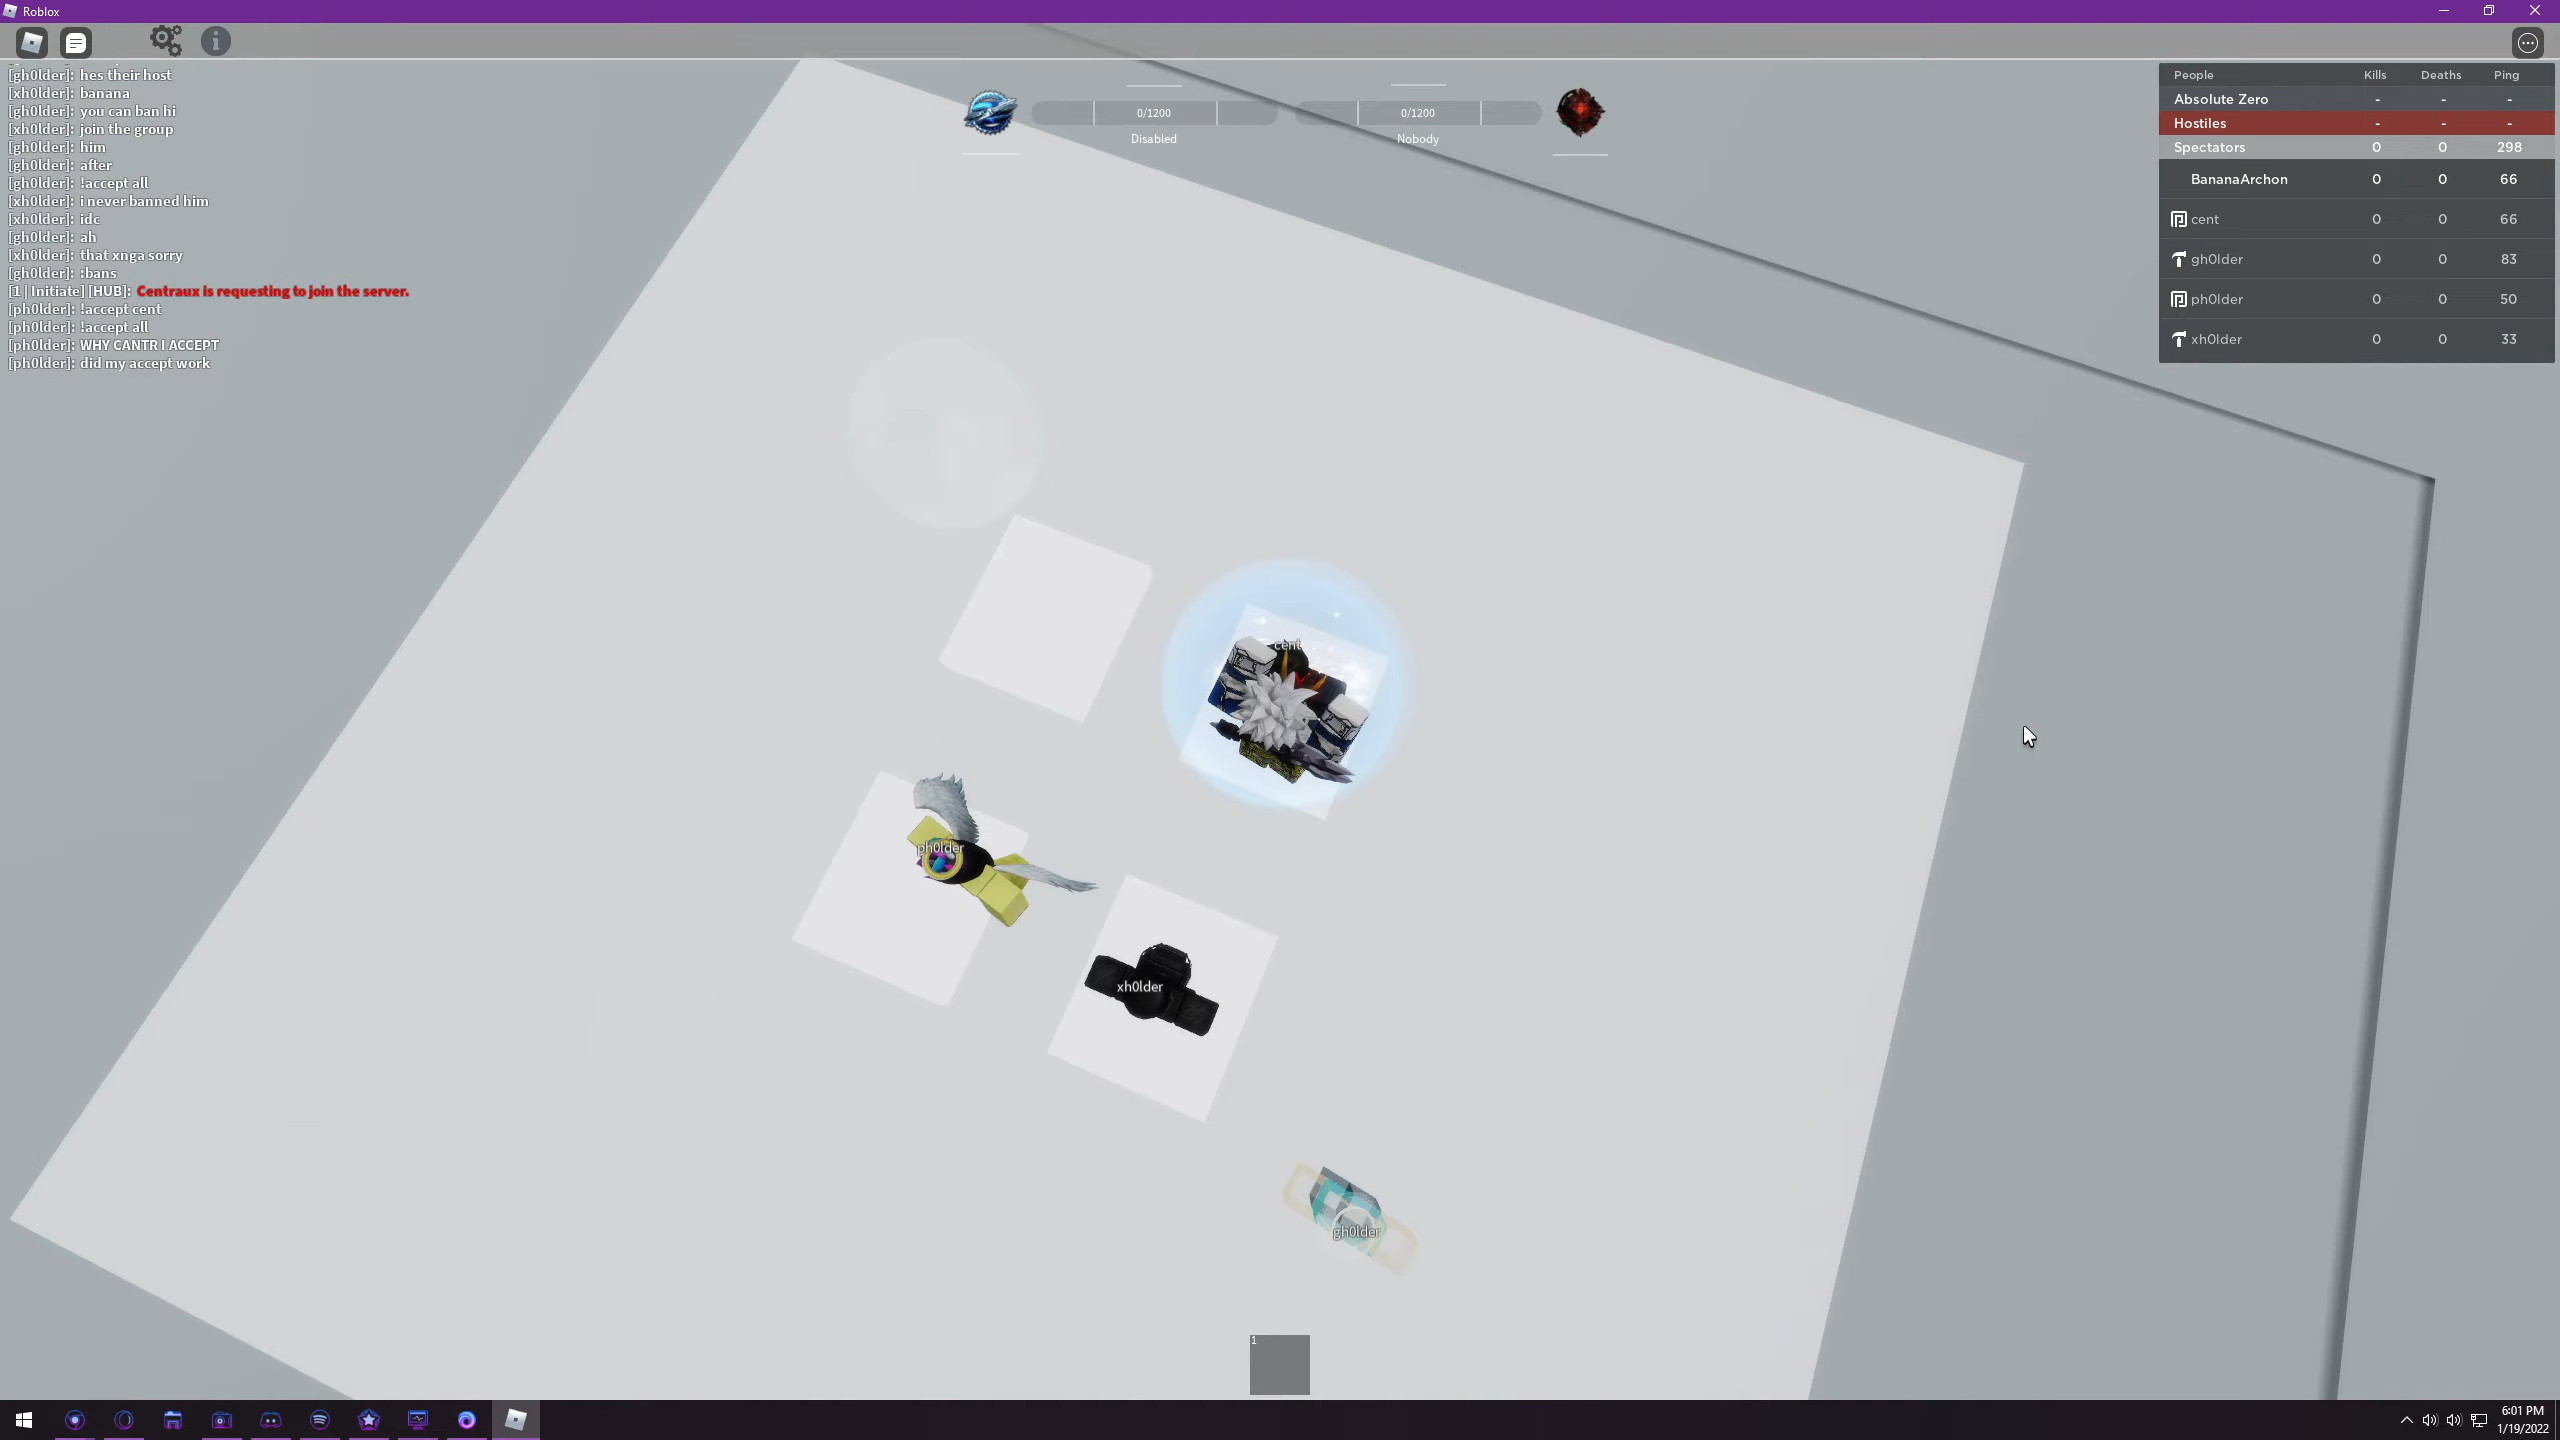 Roblox
[gh0lder]: hes their host
[xh0lder]: banana
[gh0lder]: you can ban hi
[xh0lder]: join the group
[gh0lder]: him
[gh0lder]: after
[gh0lder]: !accept all
[xh0lder]: i never banned him
[xh0lder]: idc
[gh0lder]: ah
[xh0lder]: that xnga sorry
[gh0lder]: :bans
[1 | Initiate] [HUB]: Centraux is requesting to join the server.
[ph0lder]: !accept cent
[ph0lder]: !accept all
[ph0lder]: WHY CANTR I ACCEPT
[ph0lder]: did my accept work
0/1200
Disabled
0/1200
Nobody
People Kills Deaths Ping
Absolute Zero - - -
Hostiles - - -
Spectators 0 0 298
BananaArchon 0 0 66
cent 0 0 66
gh0lder 0 0 83
ph0lder 0 0 50
xh0lder 0 0 33
cent
ph0lder
xh0lder
gh0lder
1
6:01 PM
1/19/2022